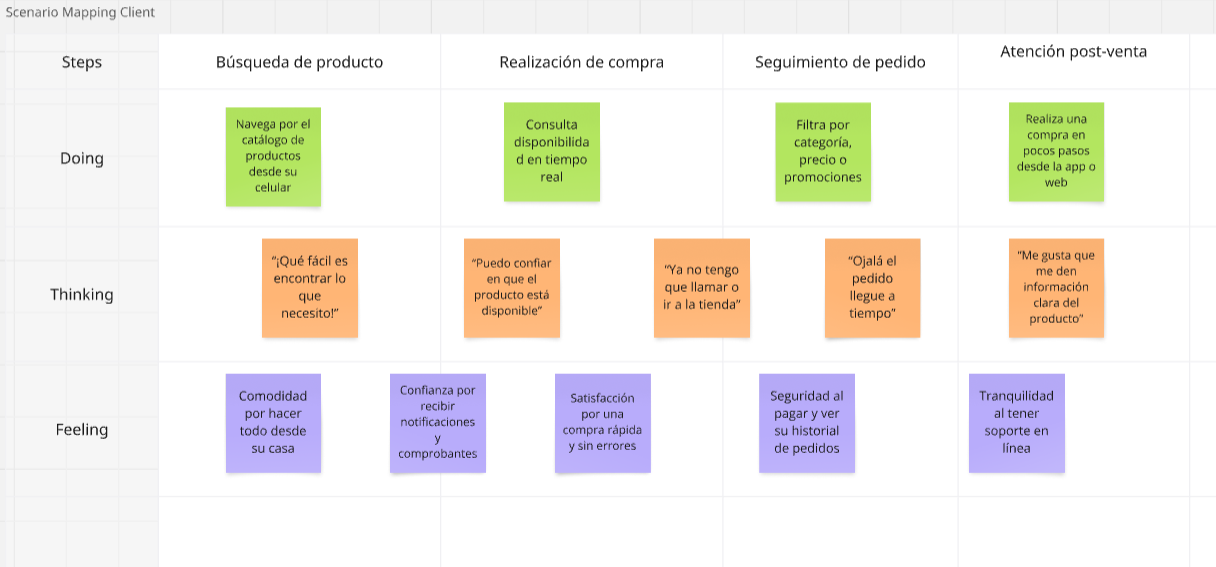 Scenario Mapping Client
Steps
Búsqueda de producto
Realización de compra
Seguimiento de pedido
Atención post-venta
Doing
Navega por el
catálogo de
productos
desde su
celular
Consulta
disponibilida
d en tiempo
real
Filtra por
categoría,
precio o
promociones
Realiza una
compra en
pocos pasos
desde la app o
web
Thinking
“¡Qué fácil es
encontrar lo
que
necesito!”
“Puedo confiar
en que el
producto está
disponible”
“Ya no tengo
que llamar o
ir a la tienda”
“Ojalá el
pedido
llegue a
tiempo”
“Me gusta que
me den
información
clara del
producto”
Feeling
Comodidad
por hacer
todo desde
su casa
Confianza por
recibir
notificaciones
y
comprobantes
Satisfacción
por una
compra rápida
y sin errores
Seguridad al
pagar y ver
su historial
de pedidos
Tranquilidad
al tener
soporte en
línea